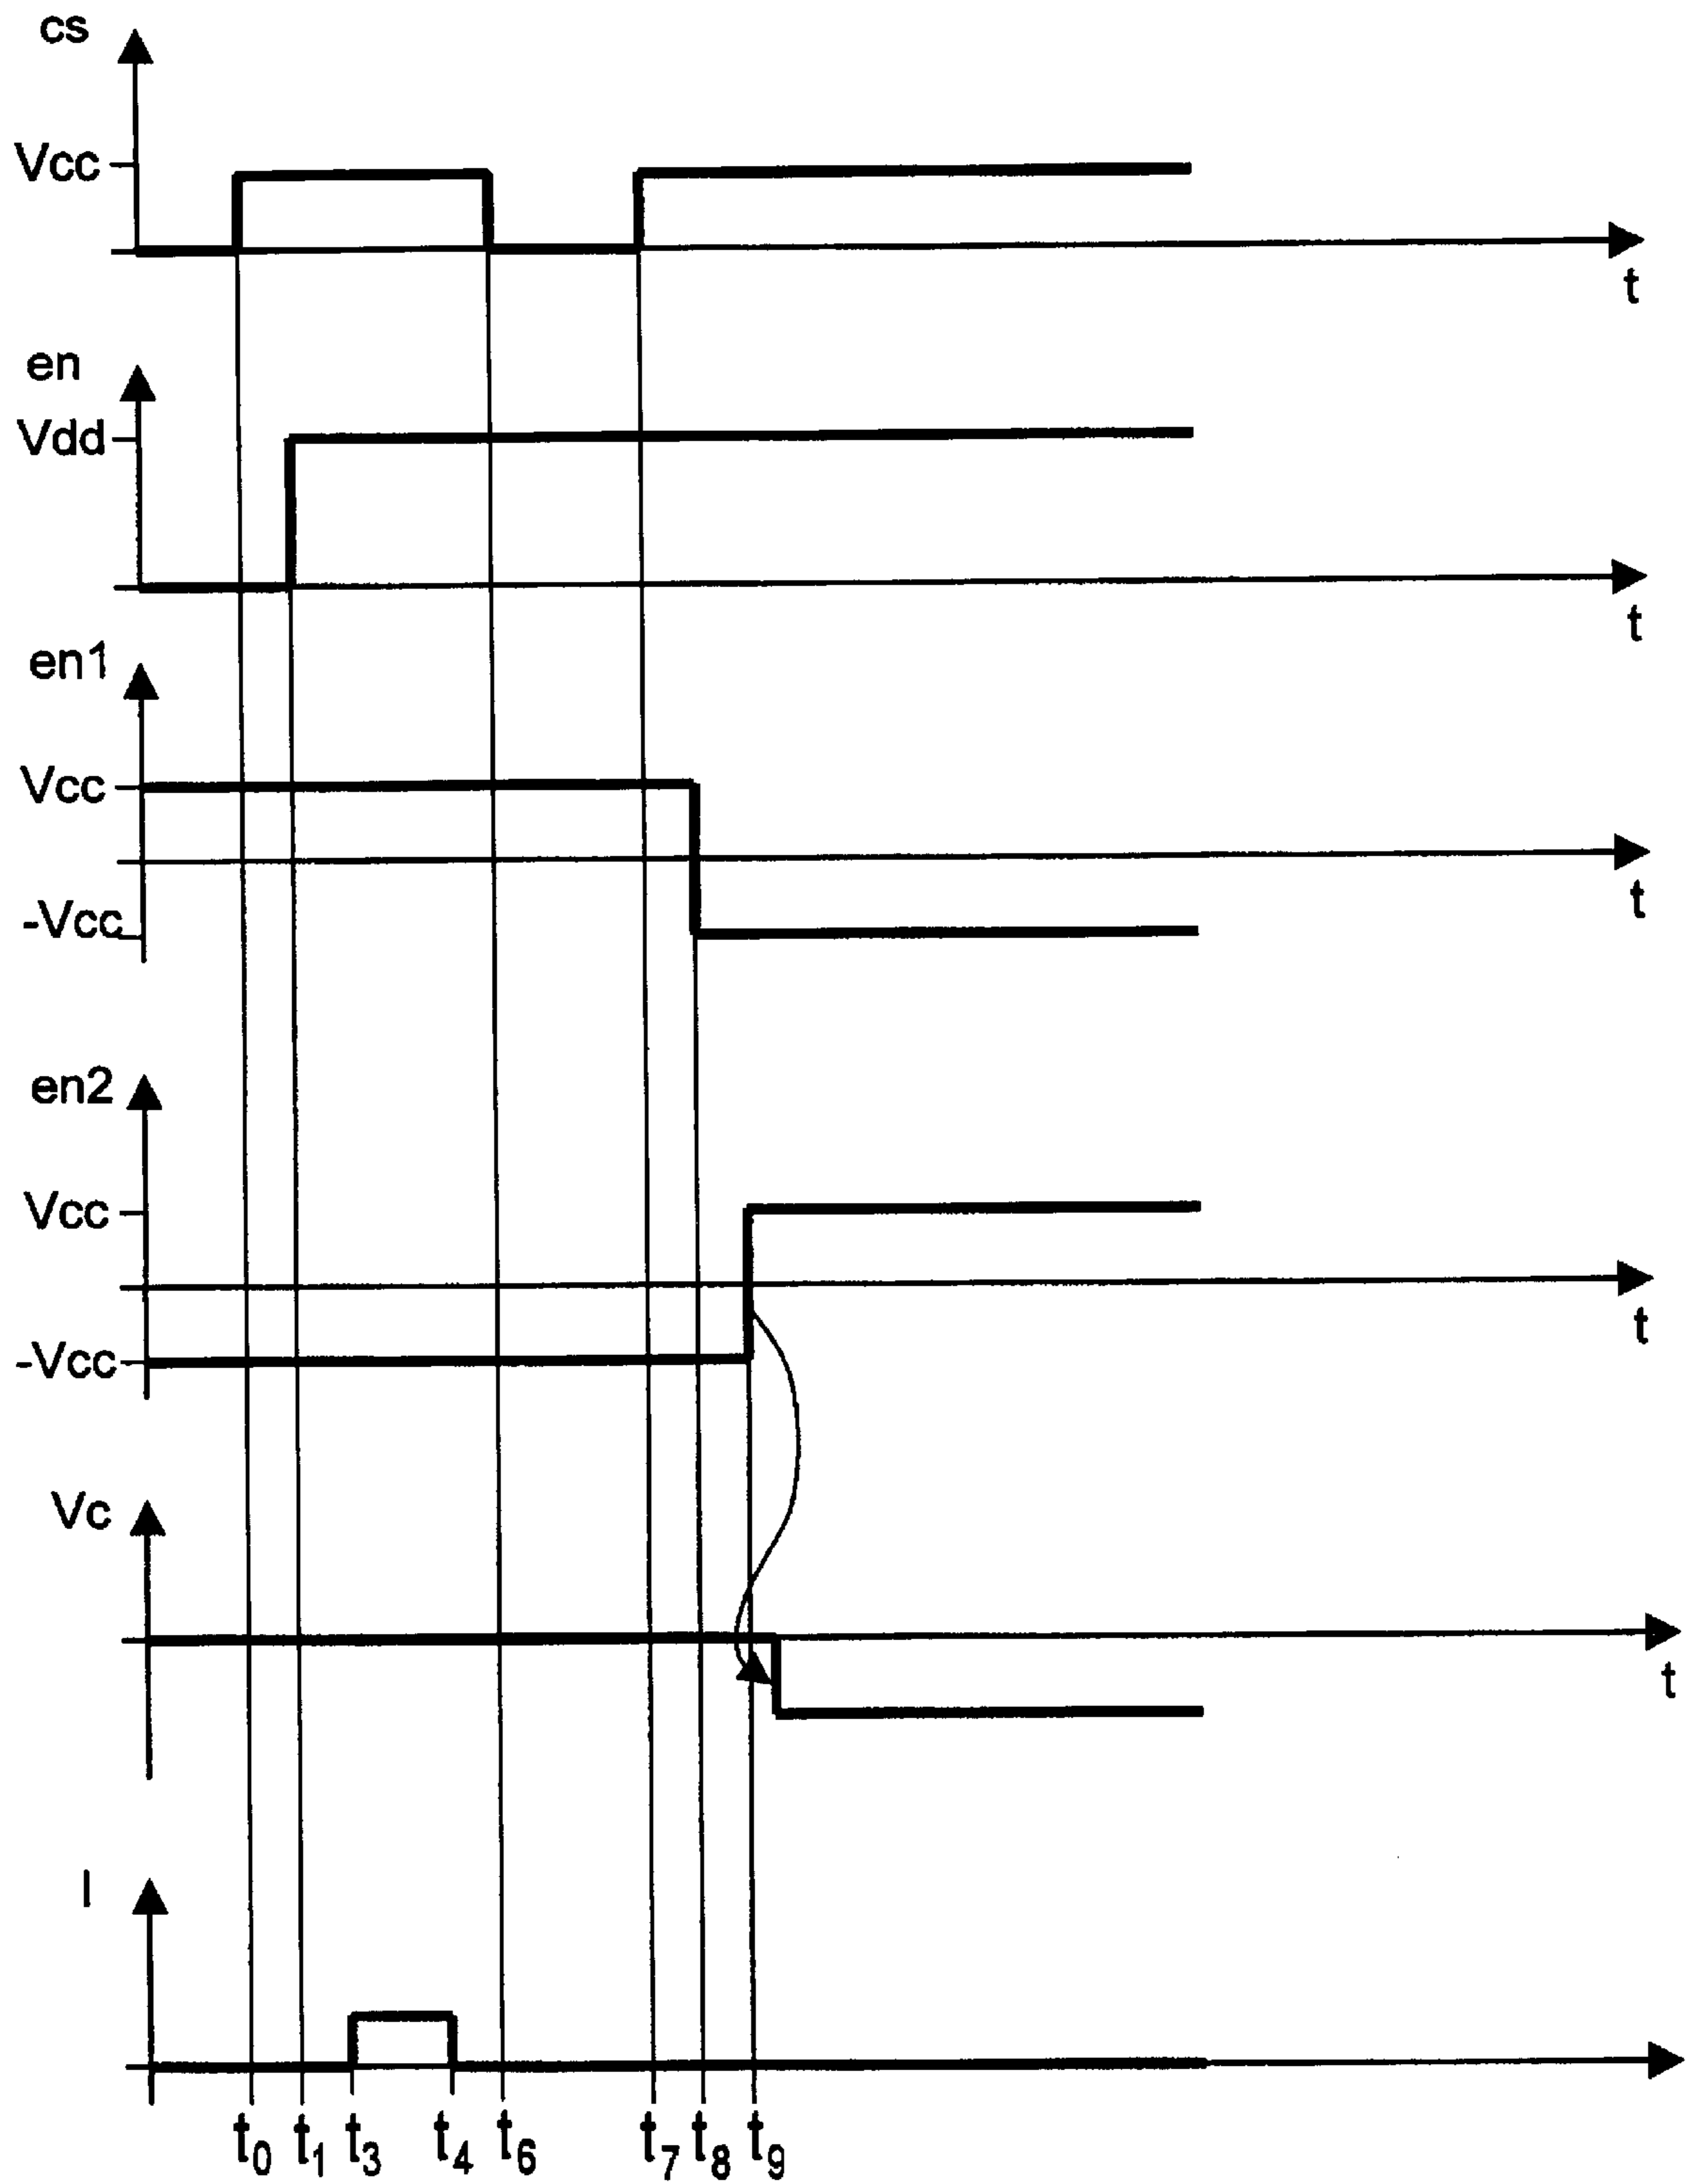 cs
Vcc
t
en
Vdd
t
en1
Vcc
-Vcc
t
en2
Vcc
-Vcc
t
Vc
t
I
t0 t1 t3 t4 t6 t7 t8 t9